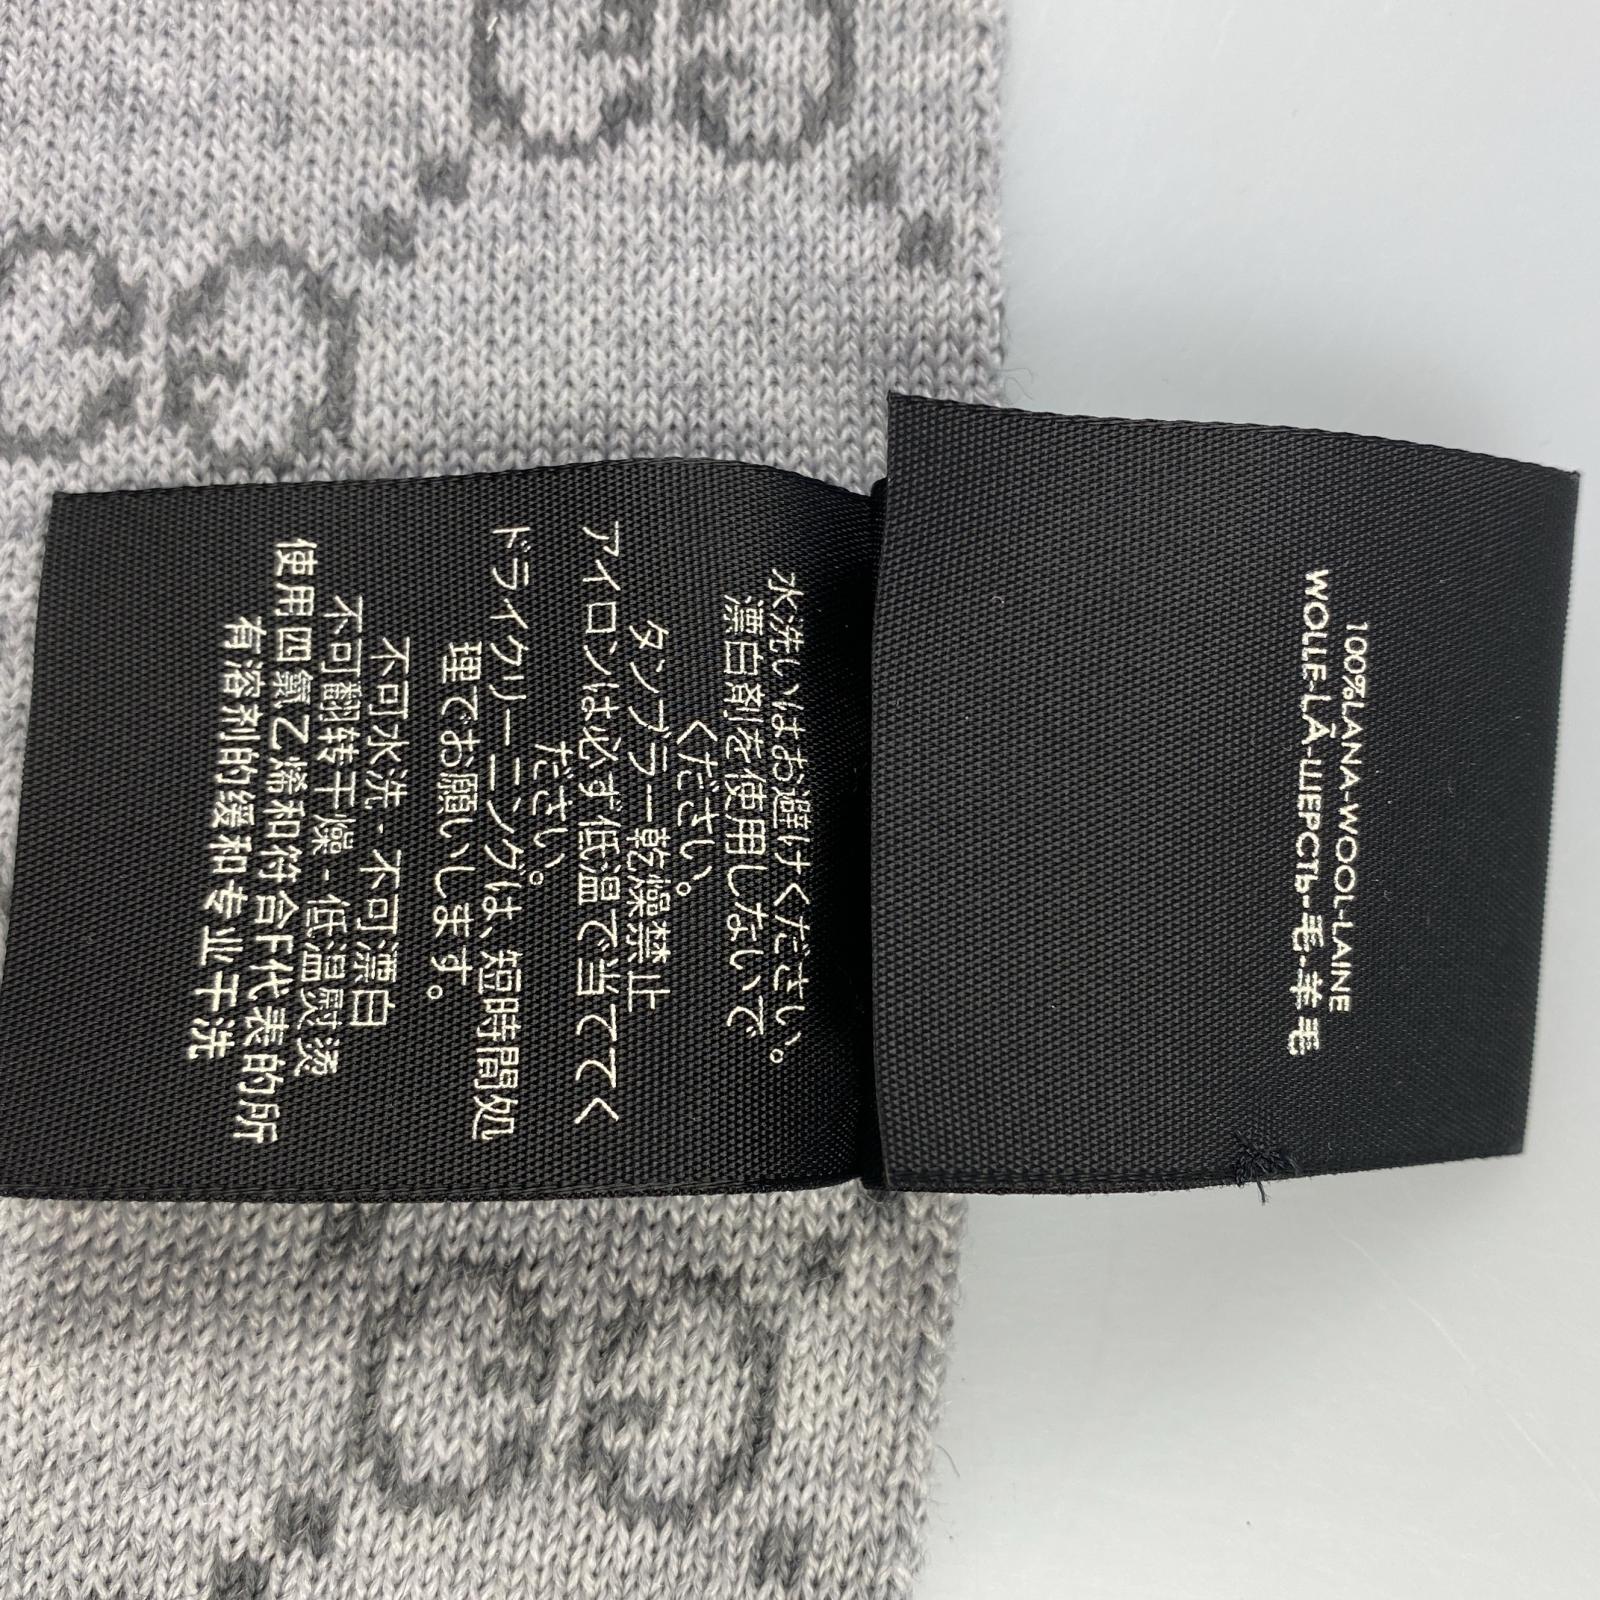 100%LANA-WOOL-LAINE
WOLLE-LÃ-ШЕРСТЬ-毛-羊毛
水洗いはお避けください。
漂白剤を使用しないで
ください。
タンブラー乾燥禁止
アイロンは必ず低温で当ててく
ださい。
ドライクリーニングは、短時間処
理でお願いします。
不可水洗 - 不可漂白
不可翻转干燥 - 低温熨烫
使用四氯乙烯和符合F代表的所
有溶剂的缓和专业干洗